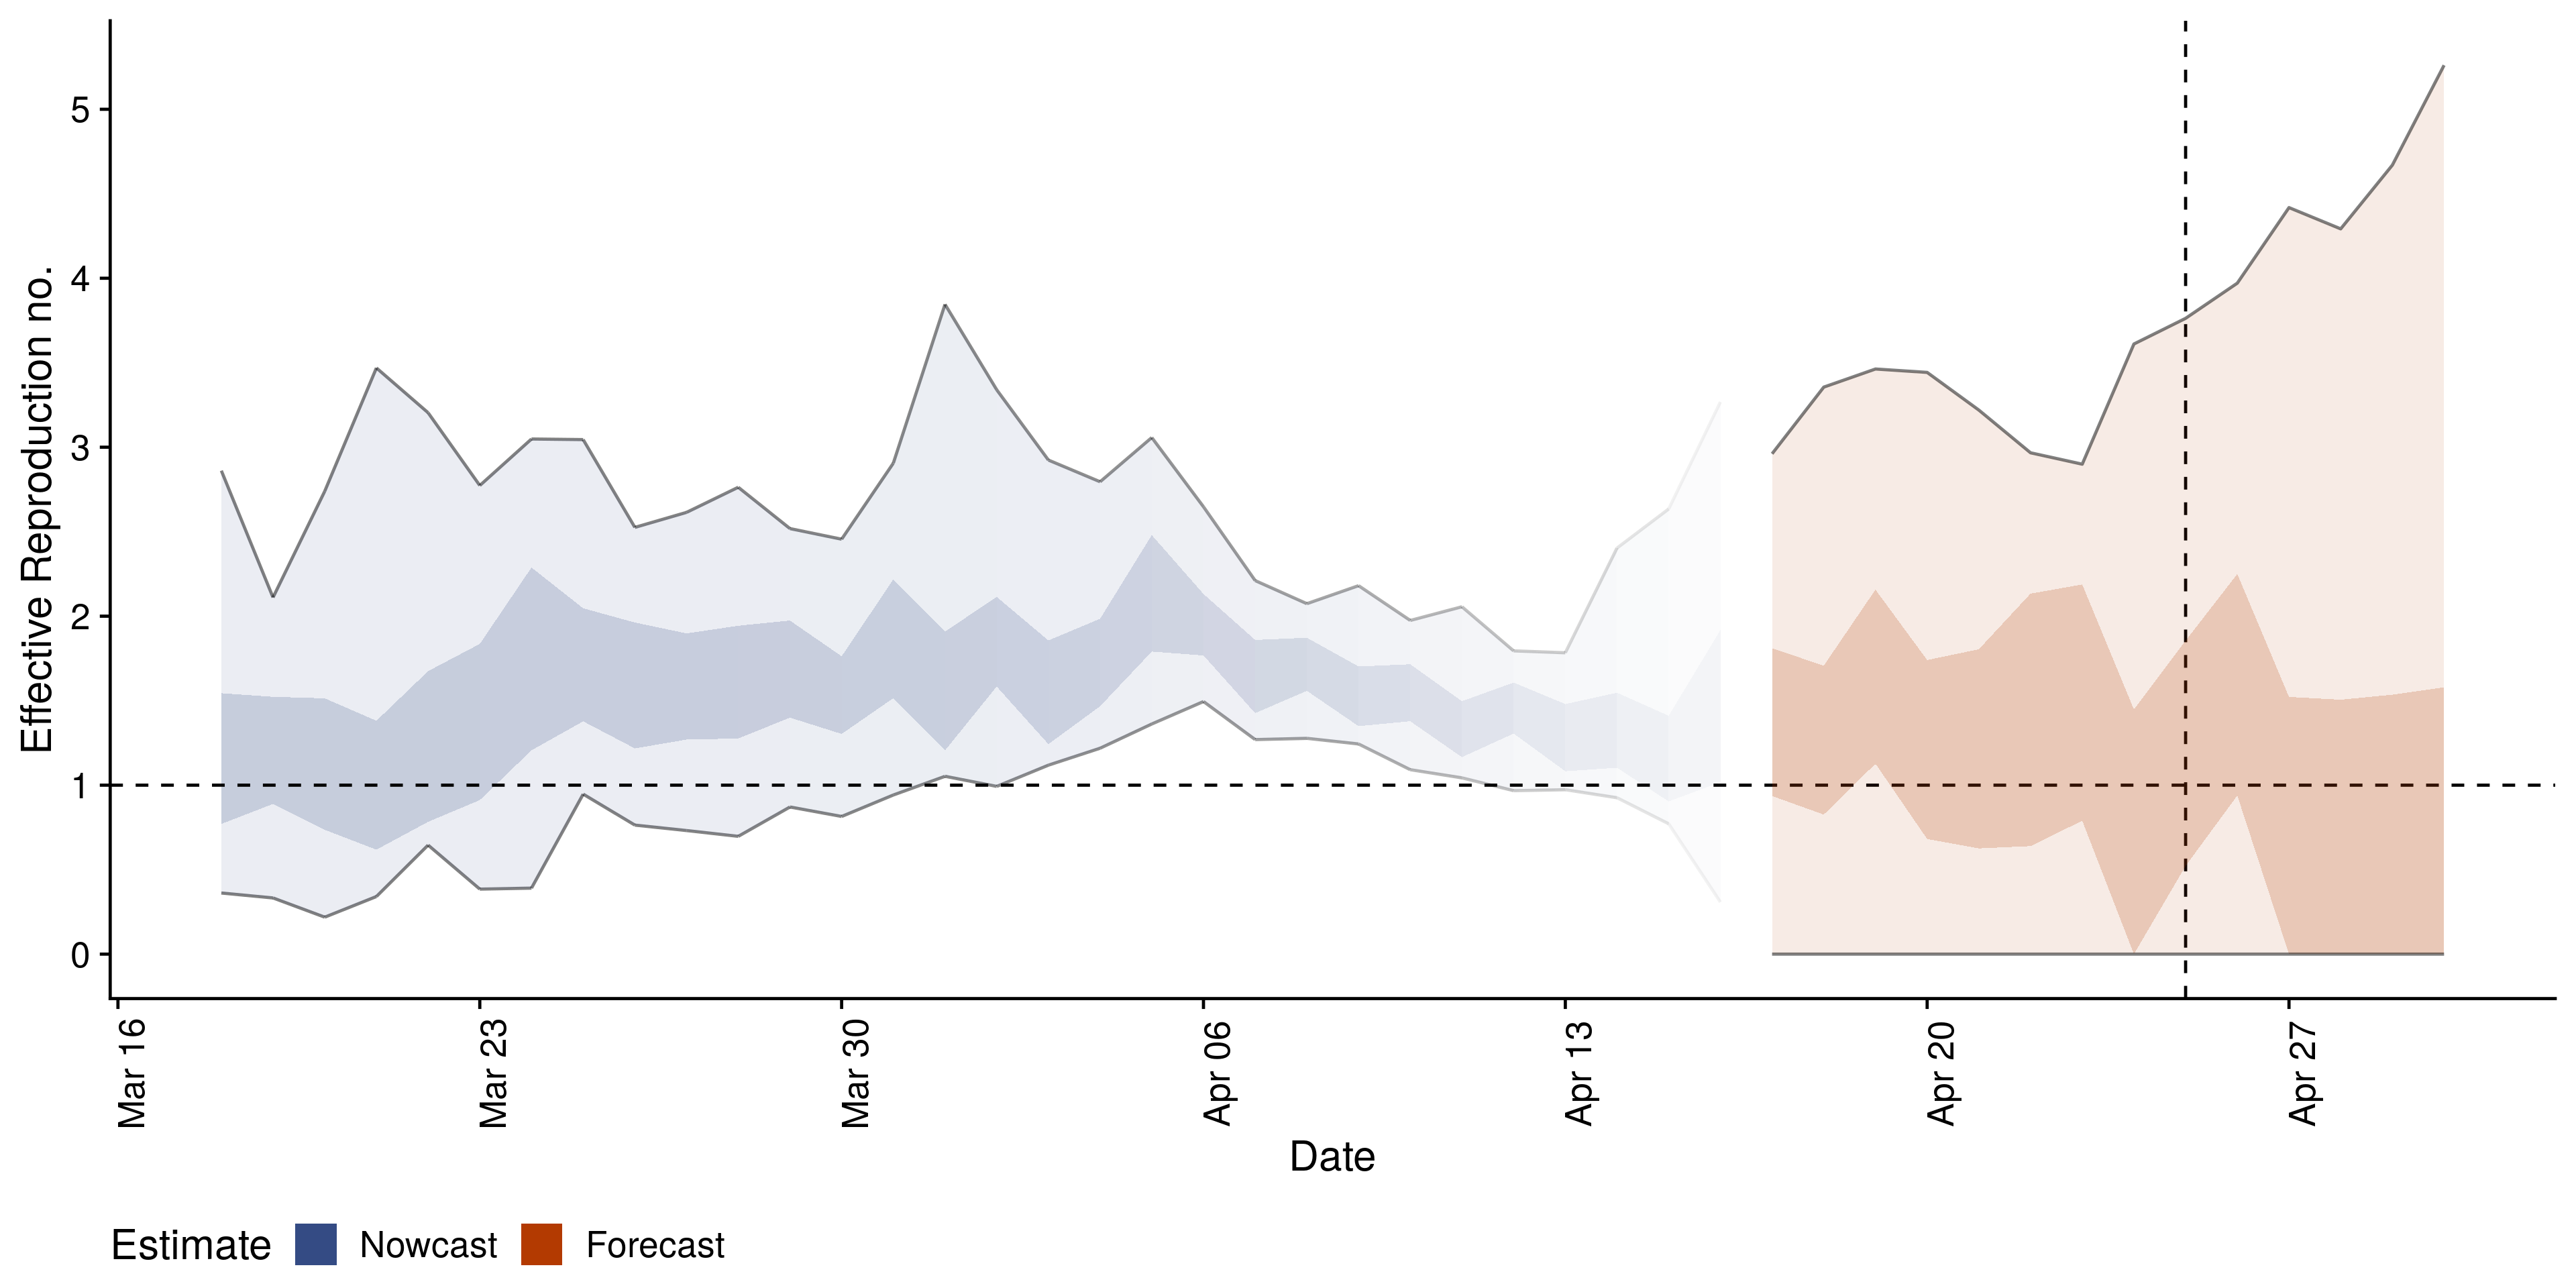 Effective Reproduction no.
5
4
3
2
1
0
Mar 16
Mar 23
Mar 30
Apr 06
Apr 13
Apr 20
Apr 27
Date
Estimate Nowcast Forecast